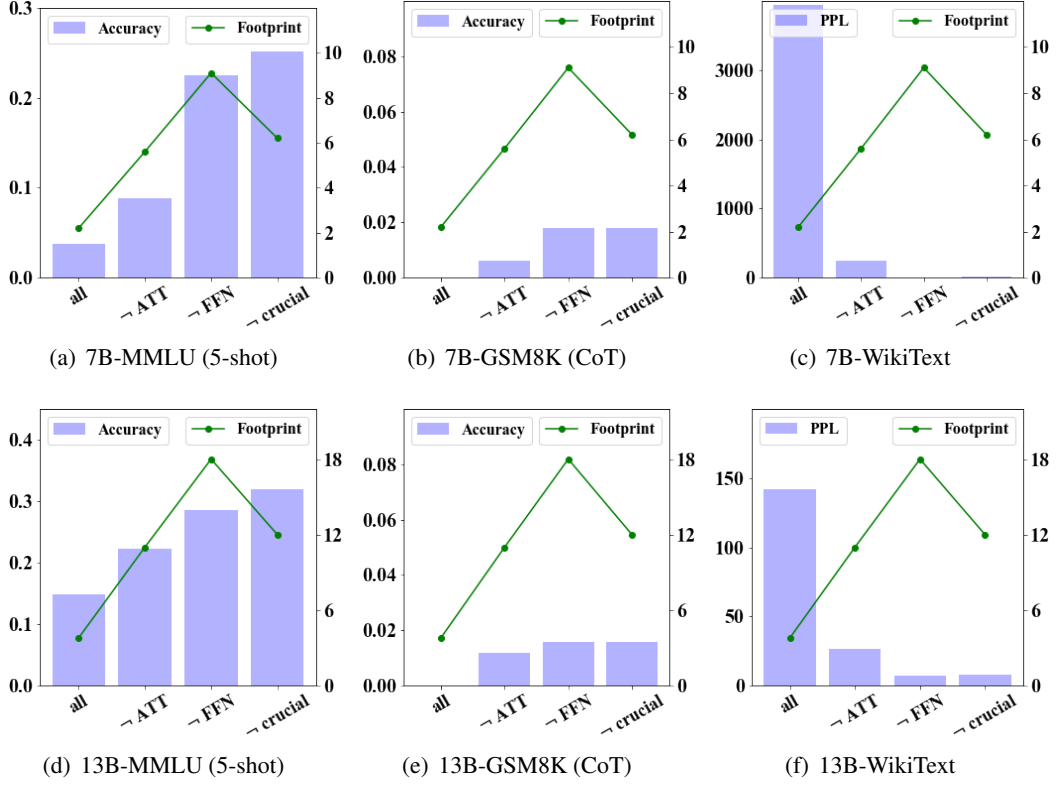 0.3
0.2
0.1
0.0
Accuracy
Footprint
10
8
6
4
2
0
all
¬ ATT
¬ FFN
¬ crucial
(a) 7B-MMLU (5-shot)
0.08
0.06
0.04
0.02
0.00
Accuracy
Footprint
10
8
6
4
2
0
all
¬ ATT
¬ FFN
¬ crucial
(b) 7B-GSM8K (CoT)
3000
2000
1000
0
PPL
Footprint
10
8
6
4
2
0
all
¬ ATT
¬ FFN
¬ crucial
(c) 7B-WikiText
0.4
0.3
0.2
0.1
0.0
Accuracy
Footprint
18
12
6
0
all
¬ ATT
¬ FFN
¬ crucial
(d) 13B-MMLU (5-shot)
0.08
0.06
0.04
0.02
0.00
Accuracy
Footprint
18
12
6
0
all
¬ ATT
¬ FFN
¬ crucial
(e) 13B-GSM8K (CoT)
150
100
50
0
PPL
Footprint
18
12
6
0
all
¬ ATT
¬ FFN
¬ crucial
(f) 13B-WikiText